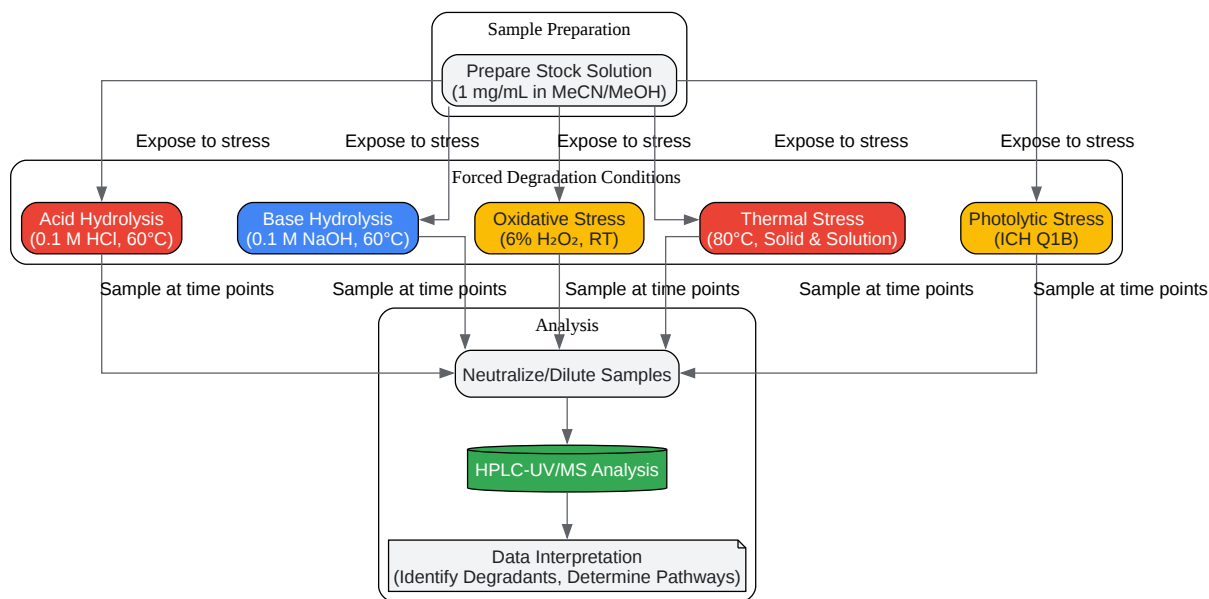 Sample Preparation
Prepare Stock Solution
(1 mg/mL in MeCN/MeOH)
Expose to stress
Expose to stress
Expose to stress
Expose to stress
Expose to stress
Forced Degradation Conditions
Acid Hydrolysis
(0.1 M HCl, 60°C)
Base Hydrolysis
(0.1 M NaOH, 60°C)
Oxidative Stress
(6% H₂O₂, RT)
Thermal Stress
(80°C, Solid & Solution)
Photolytic Stress
(ICH Q1B)
Sample at time points
Sample at time points
Sample at time points
Sample at time points
Sample at time points
Analysis
Neutralize/Dilute Samples
HPLC-UV/MS Analysis
Data Interpretation
(Identify Degradants, Determine Pathways)